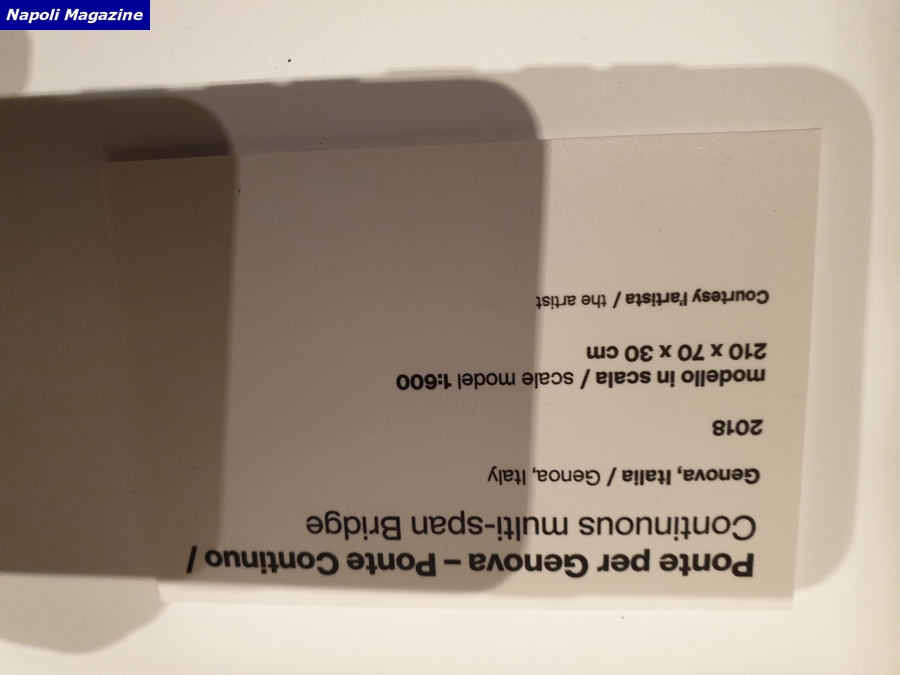 Napoli Magazine
Ponte per Genova – Ponte Continuo /
Continuous multi-span Bridge
Genova, Italia / Genoa, Italy
2018
modello in scala / scale model 1:600
210 x 70 x 30 cm
Courtesy l'artista / the artist